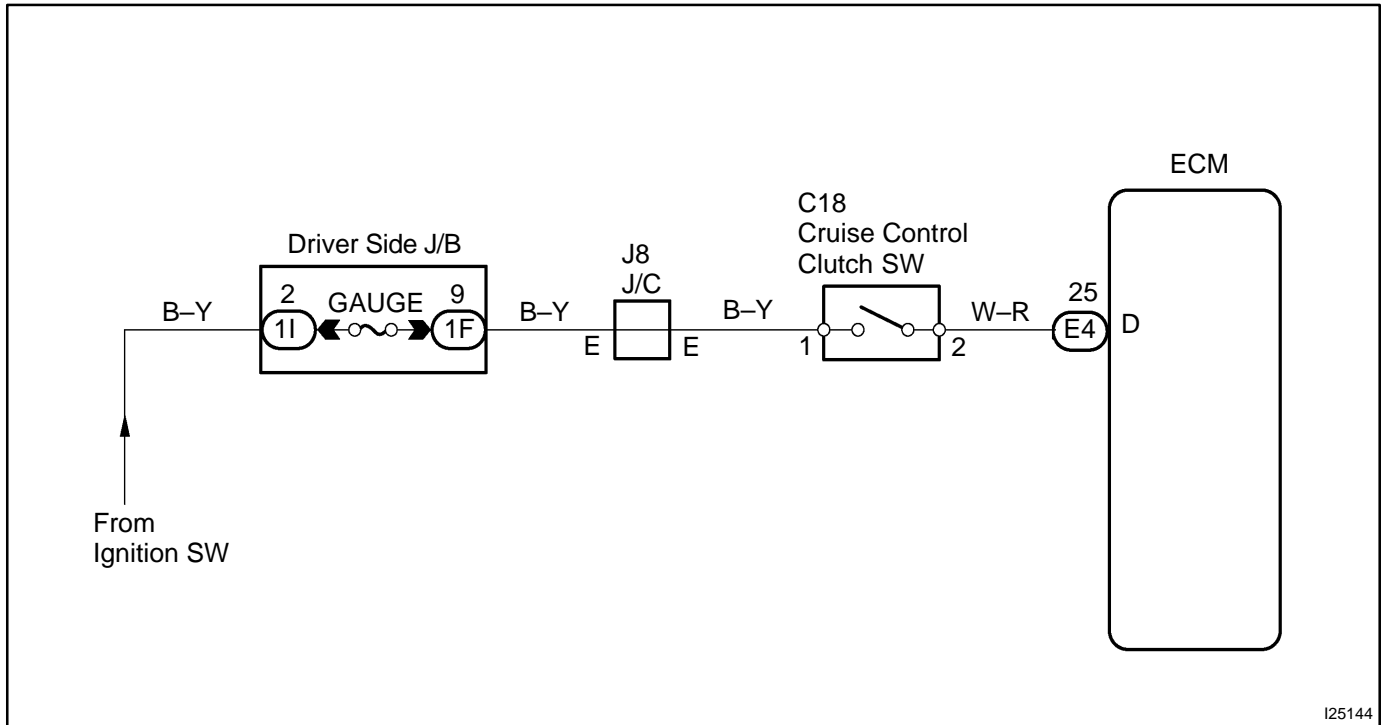 ECM
C18
Cruise Control
Clutch SW
Driver Side J/B
J8
J/C
2
GAUGE
9
25
B–Y
1I
1F
B–Y
B–Y
W–R
E4
D
E
E
1
2
From
Ignition SW
I25144